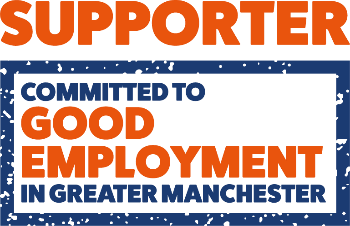 SUPPORTER
COMMITTED TO
GOOD
EMPLOYMENT
IN GREATER MANCHESTER